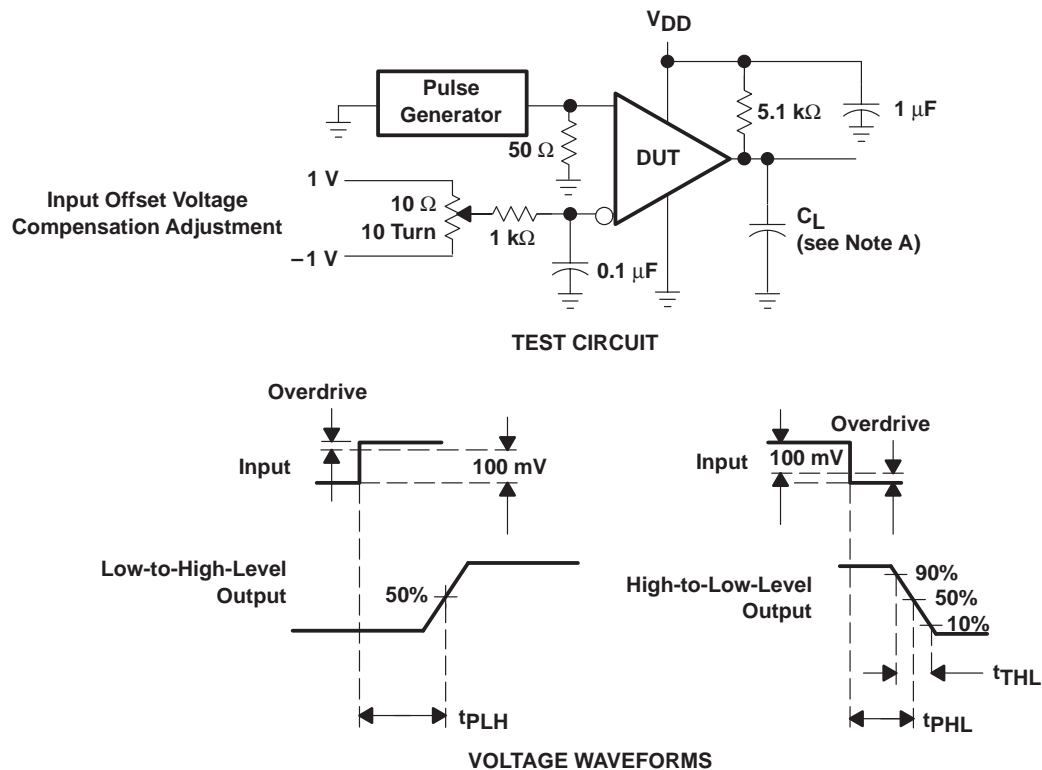 VDD
Pulse
Generator
5.1 kΩ
1 μF
50 Ω
DUT
1 V
Input Offset Voltage
Compensation Adjustment
10 Ω
10 Turn
1 kΩ
CL
(see Note A)
–1 V
0.1 μF
TEST CIRCUIT
Overdrive
Input
100 mV
Overdrive
Input
100 mV
Low-to-High-Level
Output
50%
High-to-Low-Level
Output
90%
50%
10%
tTHL
tPLH
tPHL
VOLTAGE WAVEFORMS